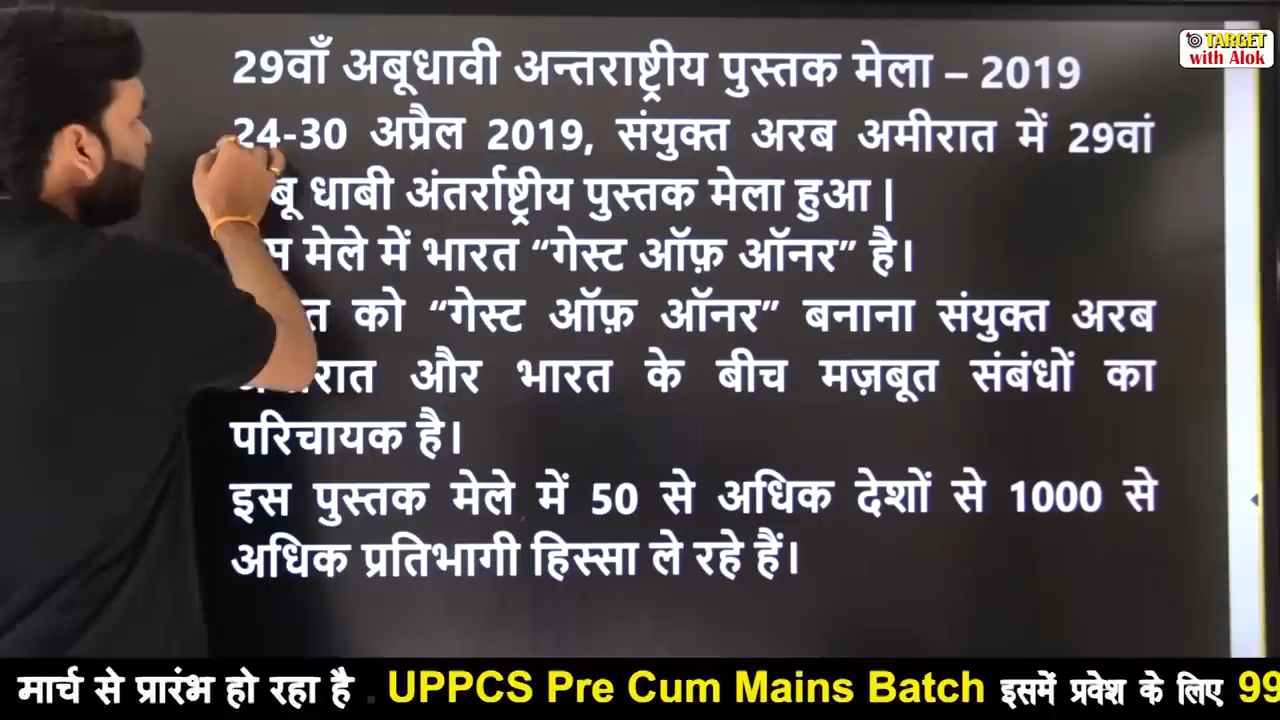 29वाँ अबूधावी अन्तराष्ट्रीय पुस्तक मेला – 2019
24-30 अप्रैल 2019, संयुक्त अरब अमीरात में 29वां
धाबी अंतर्राष्ट्रीय पुस्तक मेला हुआ |
मेले में भारत “गेस्ट ऑफ़ ऑनर” है।
को “गेस्ट ऑफ़ ऑनर” बनाना संयुक्त अरब
और भारत के बीच मज़बूत संबंधों का
परिचायक है।
इस पुस्तक मेले में 50 से अधिक देशों से 1000 से
अधिक प्रतिभागी हिस्सा ले रहे हैं।
TARGET
with Alok
मार्च से प्रारंभ हो रहा है . UPPCS Pre Cum Mains Batch इसमें प्रवेश के लिए 99